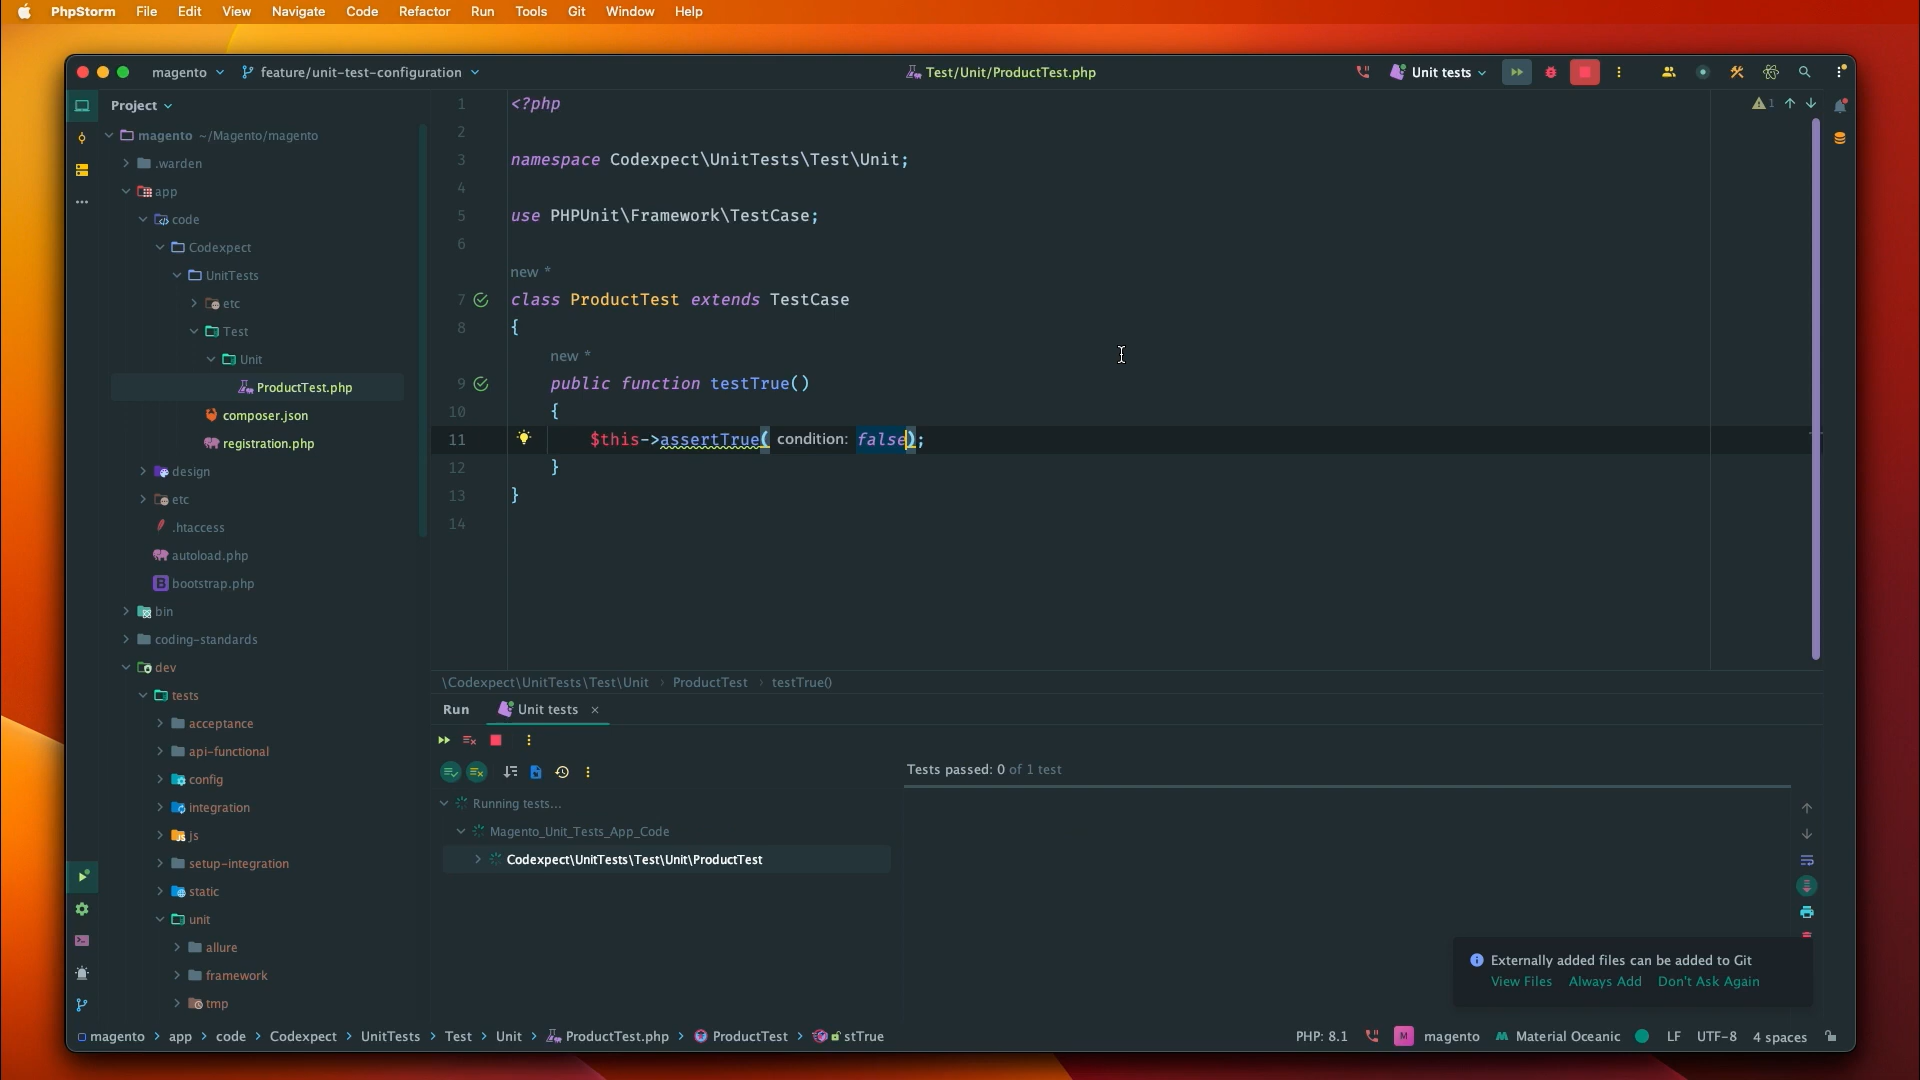 PhpStorm File Edit View Navigate Code Refactor Run Tools Git Window Help
magento feature/unit-test-configuration Test/Unit/ProductTest.php Unit tests
Project
magento ~/Magento/magento
.warden
app
code
Codexpect
UnitTests
etc
Test
Unit
ProductTest.php
composer.json
registration.php
design
etc
.htaccess
autoload.php
bootstrap.php
bin
coding-standards
dev
tests
acceptance
api-functional
config
integration
js
setup-integration
static
unit
allure
framework
tmp
1 <?php
2
3 namespace Codexpect\UnitTests\Test\Unit;
4
5 use PHPUnit\Framework\TestCase;
6
new *
7 class ProductTest extends TestCase
8 {
new *
9 public function testTrue()
10 {
11 $this->assertTrue( condition: false);
12 }
13 }
14
1
\Codexpect\UnitTests\Test\Unit › ProductTest › testTrue()
Run Unit tests ×
Tests passed: 0 of 1 test
Running tests...
Magento_Unit_Tests_App_Code
Codexpect\UnitTests\Test\Unit\ProductTest
Externally added files can be added to Git
View Files Always Add Don't Ask Again
magento › app › code › Codexpect › UnitTests › Test › Unit › ProductTest.php › ProductTest › stTrue
PHP: 8.1 M magento Material Oceanic LF UTF-8 4 spaces